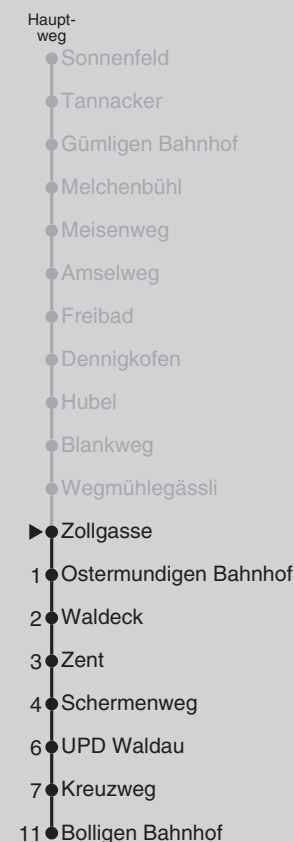 Haupt-
weg
Sonnenfeld
Tannacker
Gümligen Bahnhof
Melchenbühl
Meisenweg
Amselweg
Freibad
Dennigkofen
Hubel
Blankweg
Wegmühlegässli
Zollgasse
1 Ostermundigen Bahnhof
2 Waldeck
3 Zent
4 Schermenweg
6 UPD Waldau
7 Kreuzweg
11 Bolligen Bahnhof